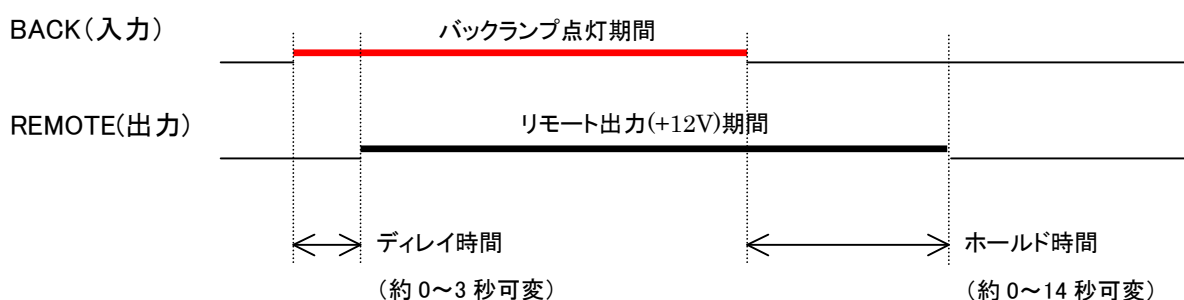 BACK(入力)
バックランプ点灯期間
REMOTE(出力)
リモート出力(+12V)期間
ディレイ時間
(約 0～3 秒可変)
ホールド時間
(約 0～14 秒可変)